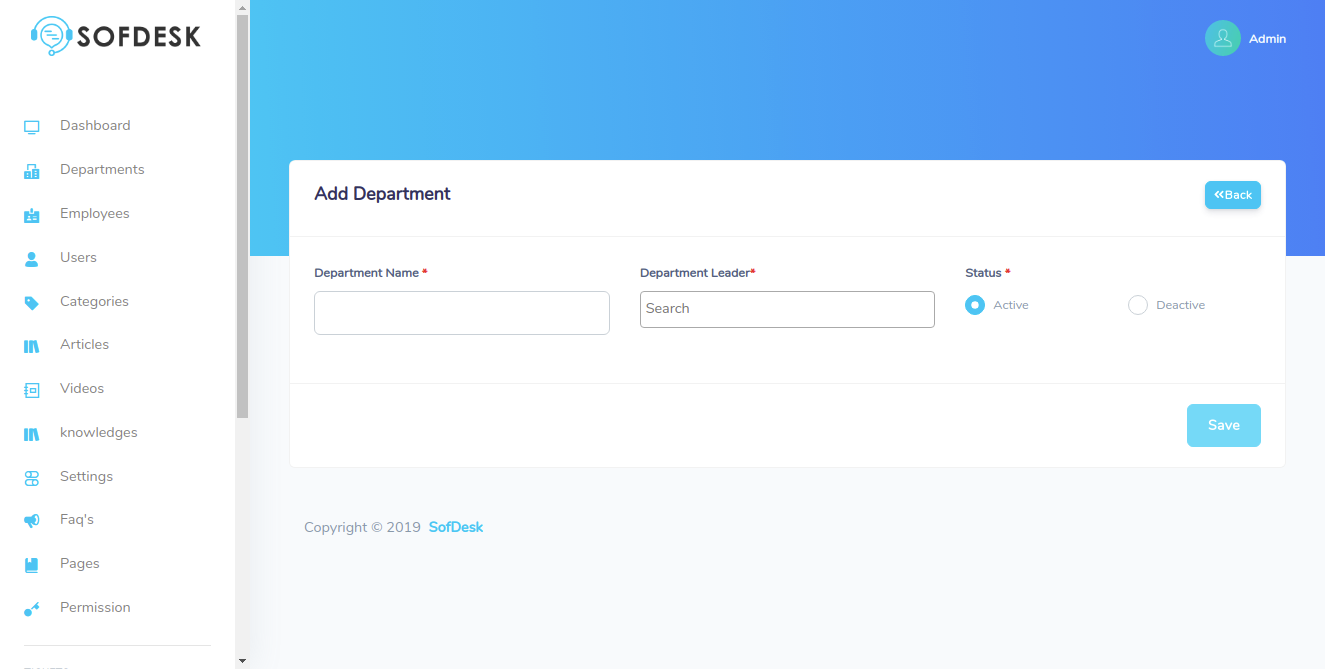 SOFDESK
Admin
Dashboard
Departments
Employees
Users
Categories
Articles
Videos
knowledges
Settings
Faq's
Pages
Permission
Add Department
«Back
Department Name *
Department Leader*
Search
Status *
Active
Deactive
Save
Copyright © 2019 SofDesk